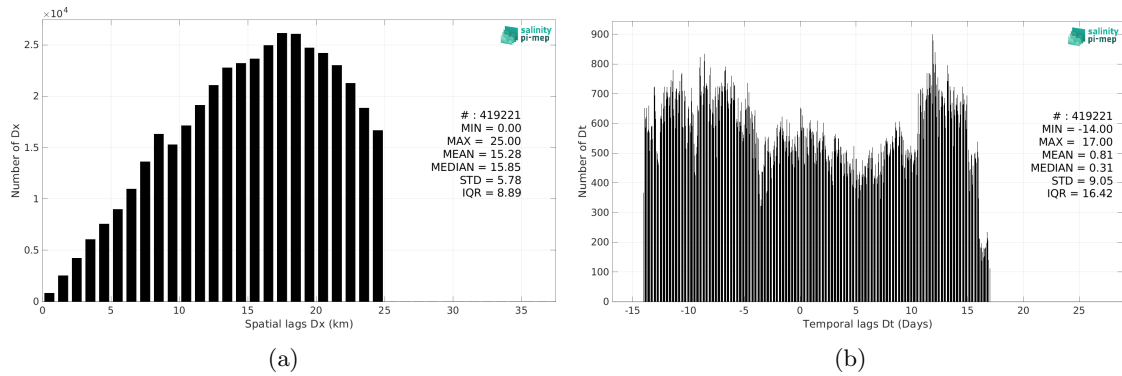 ×10⁴
2.5
2
1.5
1
0.5
0
Number of Dx
salinity
pi-mep
# : 419221
MIN = 0.00
MAX = 25.00
MEAN = 15.28
MEDIAN = 15.85
STD = 5.78
IQR = 8.89
0 5 10 15 20 25 30 35
Spatial lags Dx (km)
(a)
900
800
700
600
500
400
300
200
100
0
Number of Dt
salinity
pi-mep
# : 419221
MIN = -14.00
MAX = 17.00
MEAN = 0.81
MEDIAN = 0.31
STD = 9.05
IQR = 16.42
-15 -10 -5 0 5 10 15 25
Temporal lags Dt (Days)
(b)